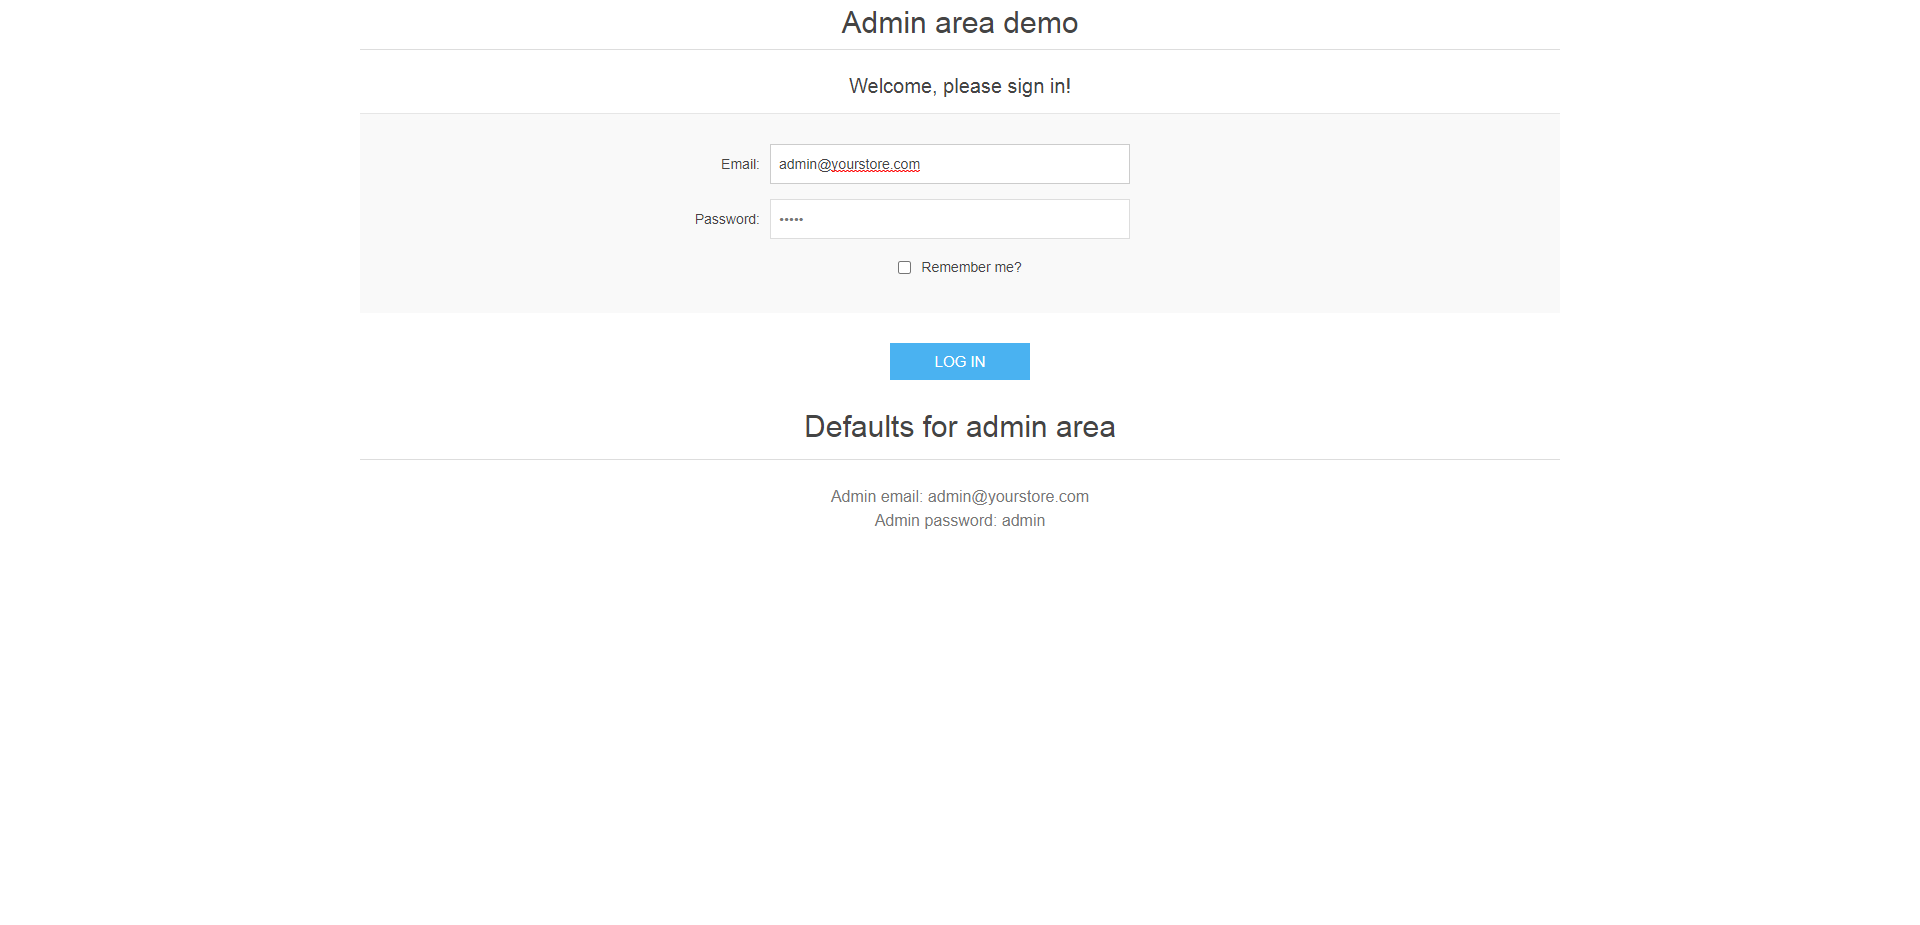 Admin area demo
Welcome, please sign in!
Email: admin@yourstore.com
Password: •••••
Remember me?
LOG IN
Defaults for admin area
Admin email: admin@yourstore.com
Admin password: admin